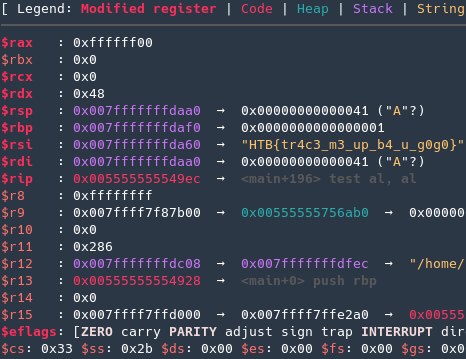 [ Legend: Modified register | Code | Heap | Stack | String
$rax   : 0xffffff00
$rbx   : 0x0
$rcx   : 0x0
$rdx   : 0x48
$rsp   : 0x007fffffffdaa0  →  0x00000000000041 ("A"?)
$rbp   : 0x007fffffffdaf0  →  0x0000000000000001
$rsi   : 0x007fffffffda60  →  "HTB{tr4c3_m3_up_b4_u_g0g0}"
$rdi   : 0x007fffffffdaa0  →  0x00000000000041 ("A"?)
$rip   : 0x005555555549ec  →  <main+196> test al, al
$r8    : 0xffffffff
$r9    : 0x007ffff7f87b00  →  0x00555555756ab0  →  0x00000
$r10   : 0x0
$r11   : 0x286
$r12   : 0x007fffffffdc08  →  0x007fffffffdfec  →  "/home/
$r13   : 0x00555555554928  →  <main+0> push rbp
$r14   : 0x0
$r15   : 0x007ffff7ffd000  →  0x007ffff7ffe2a0  →  0x00555
$eflags: [ZERO carry PARITY adjust sign trap INTERRUPT dir
$cs: 0x33 $ss: 0x2b $ds: 0x00 $es: 0x00 $fs: 0x00 $gs: 0x0